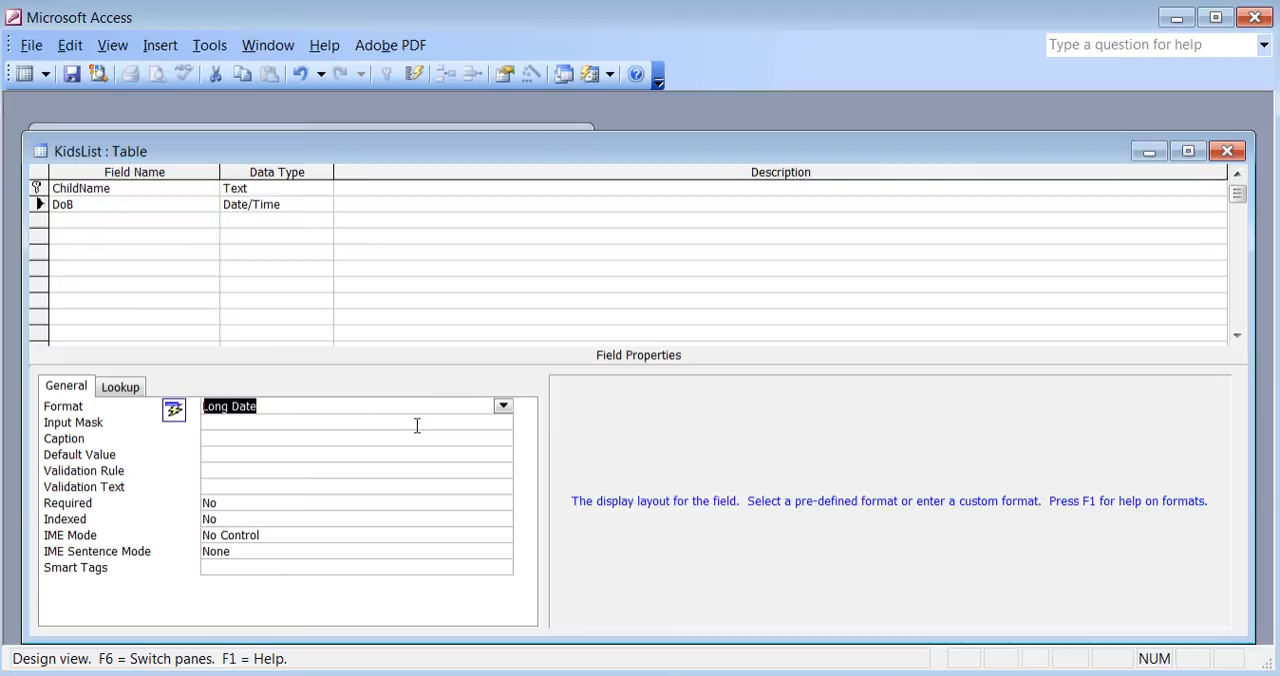 Microsoft Access
File Edit View Insert Tools Window Help Adobe PDF Type a question for help
KidsList : Table
Field Name Data Type Description
ChildName Text
DoB Date/Time
Field Properties
General Lookup
Format Long Date
Input Mask
Caption
Default Value
Validation Rule
Validation Text
Required No
Indexed No
IME Mode No Control
IME Sentence Mode None
Smart Tags
The display layout for the field. Select a pre-defined format or enter a custom format. Press F1 for help on formats.
Design view. F6 = Switch panes. F1 = Help. NUM